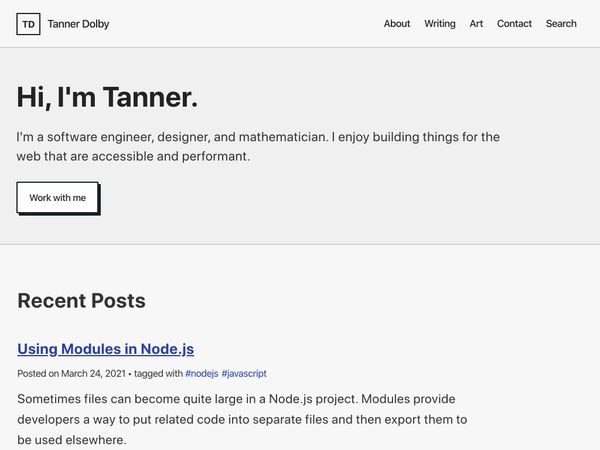 TD Tanner Dolby About Writing Art Contact Search
Hi, I'm Tanner.
I'm a software engineer, designer, and mathematician. I enjoy building things for the
web that are accessible and performant.
Work with me
Recent Posts
Using Modules in Node.js
Posted on March 24, 2021 • tagged with #nodejs #javascript
Sometimes files can become quite large in a Node.js project. Modules provide
developers a way to put related code into separate files and then export them to
be used elsewhere.